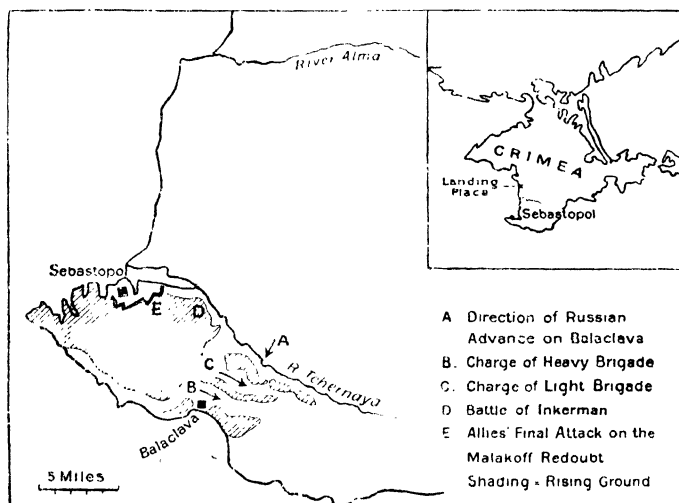 River Alma
CRIMEA
Landing
Place
Sebastopol
Sebastopo
M
E
D
A
R Tchernaya
C
B
Balaclava
5 Miles
A Direction of Russian
Advance on Balaclava
B. Charge of Heavy Brigade
C. Charge of Light Brigade
D Battle of Inkerman
E Allies' Final Attack on the
Malakoff Redoubt
Shading = Rising Ground